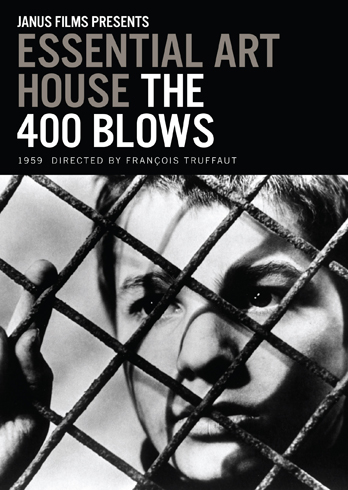 JANUS FILMS PRESENTS
ESSENTIAL ART
HOUSE THE
400 BLOWS
1959 DIRECTED BY FRANÇOIS TRUFFAUT